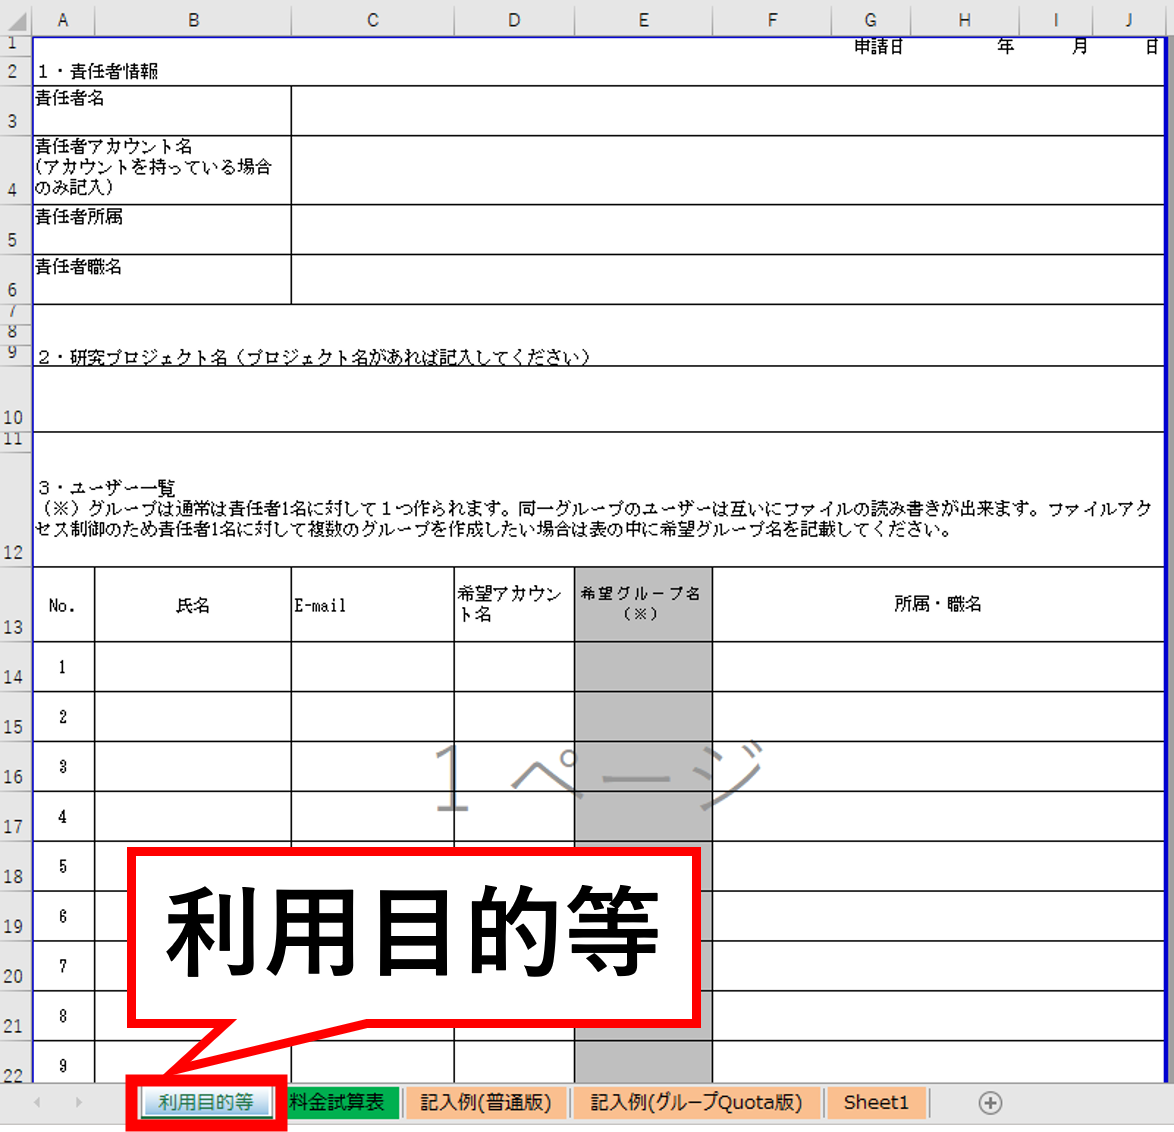 A B C D E F G H I J
1 申請日 年 月 日
2 1・責任者情報
3 責任者名
4 責任者アカウント名
(アカウントを持っている場合
のみ記入)
5 責任者所属
6 責任者職名
7
8
9 2・研究プロジェクト名(プロジェクト名があれば記入してください)
10
11
3・ユーザー一覧
(※)グループは通常は責任者1名に対して1つ作られます。同一グループのユーザーは互いにファイルの読み書きが出来ます。ファイルアク
セス制御のため責任者1名に対して複数のグループを作成したい場合は表の中に希望グループ名を記載してください。
12
13 No. 氏名 E-mail 希望アカウン
ト名 希望グループ名
(※) 所属・職名
14 1
15 2
16 3
1 ページ
17 4
18 5
19 6
20 7
21 8
22 9
利用目的等
利用目的等 料金試算表 記入例(普通版) 記入例(グループQuota版) Sheet1